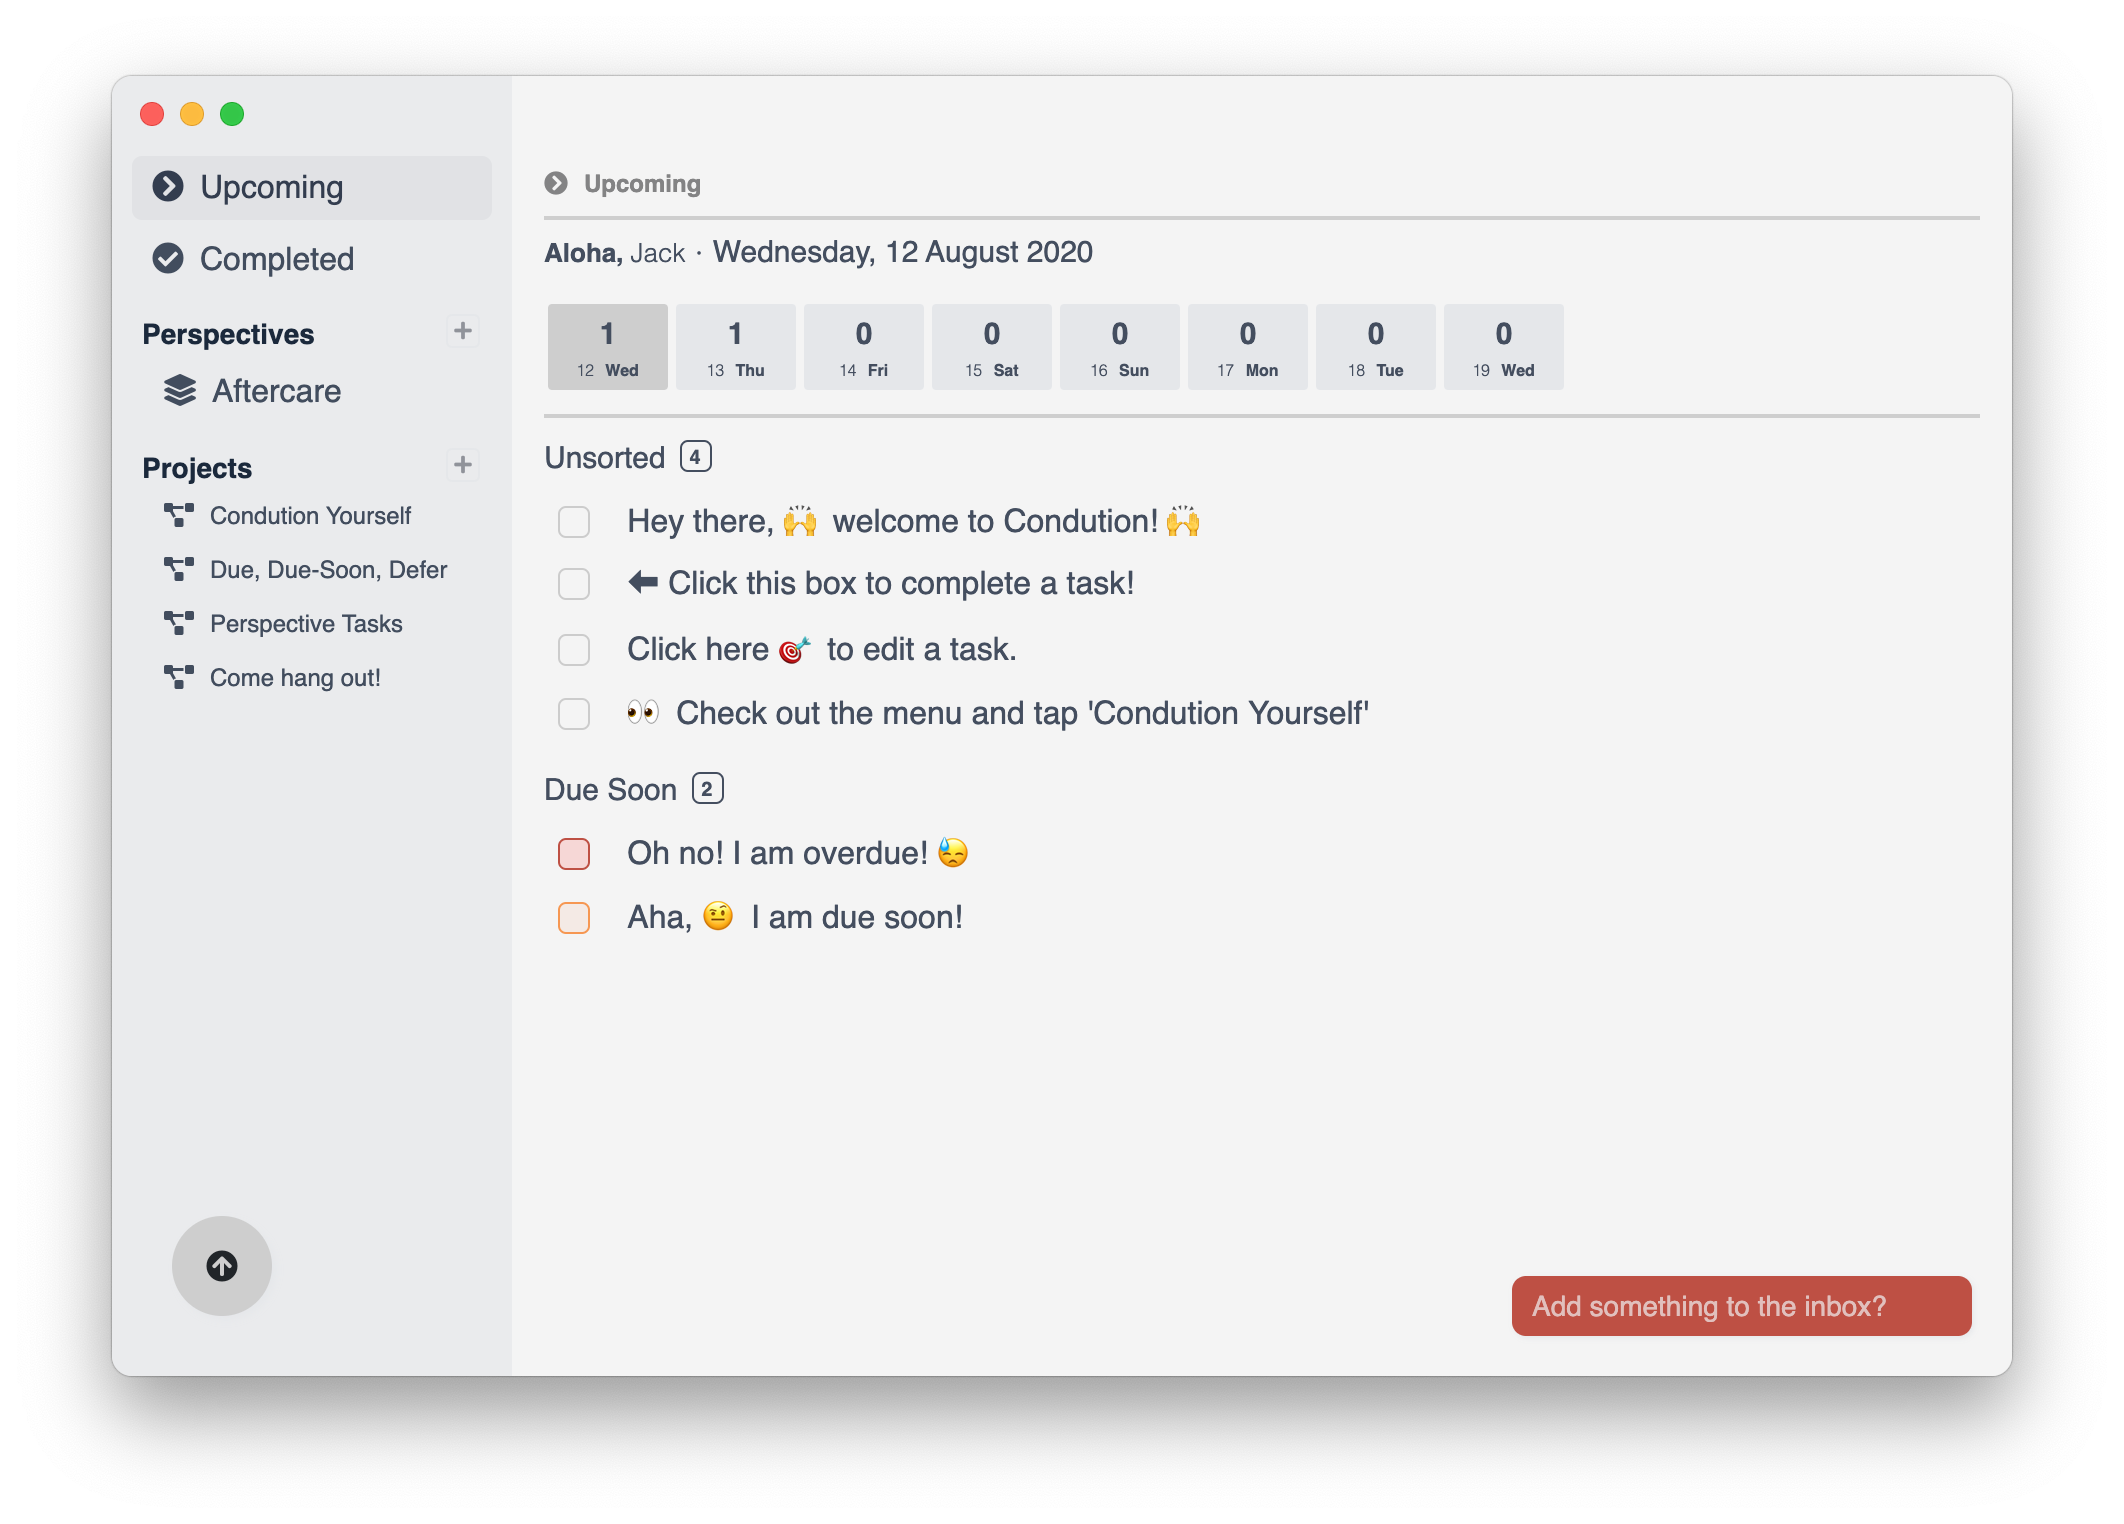 Upcoming
Completed
Perspectives
Aftercare
Projects
Condution Yourself
Due, Due-Soon, Defer
Perspective Tasks
Come hang out!
Upcoming
Aloha, Jack · Wednesday, 12 August 2020
1 1 0 0 0 0 0 0
12 Wed 13 Thu 14 Fri 15 Sat 16 Sun 17 Mon 18 Tue 19 Wed
Unsorted 4
Hey there, 🙌 welcome to Condution! 🙌
⬅ Click this box to complete a task!
Click here 🎯 to edit a task.
👀 Check out the menu and tap 'Condution Yourself'
Due Soon 2
Oh no! I am overdue! 😓
Aha, 🤨 I am due soon!
Add something to the inbox?